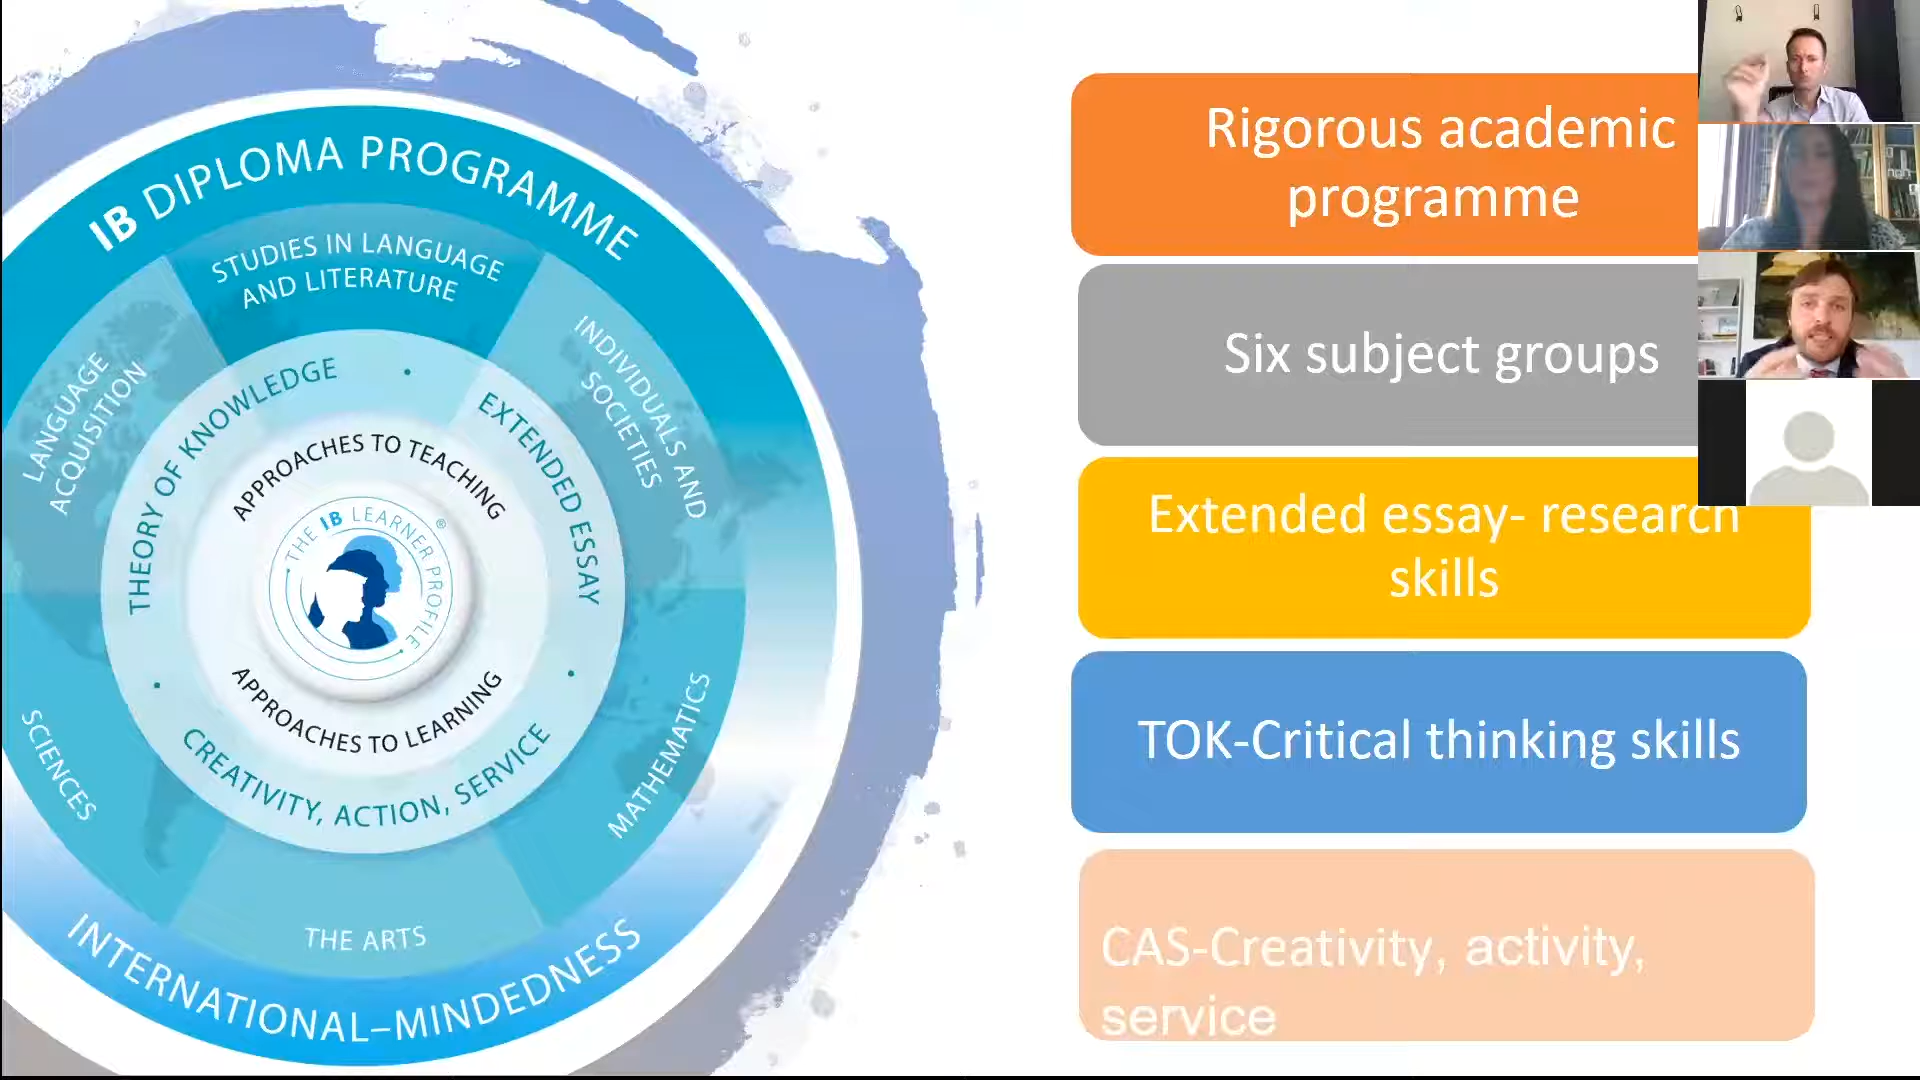 IB DIPLOMA PROGRAMME
STUDIES IN LANGUAGE
AND LITERATURE
LANGUAGE
ACQUISITION
INDIVIDUALS AND
SOCIETIES
THEORY OF KNOWLEDGE
EXTENDED ESSAY
APPROACHES TO TEACHING
THE IB LEARNER PROFILE
®
APPROACHES TO LEARNING
CREATIVITY, ACTION, SERVICE
SCIENCES
MATHEMATICS
THE ARTS
INTERNATIONAL–MINDEDNESS
Rigorous academic
programme
Six subject groups
Extended essay- research
skills
TOK-Critical thinking skills
CAS-Creativity, activity,
service